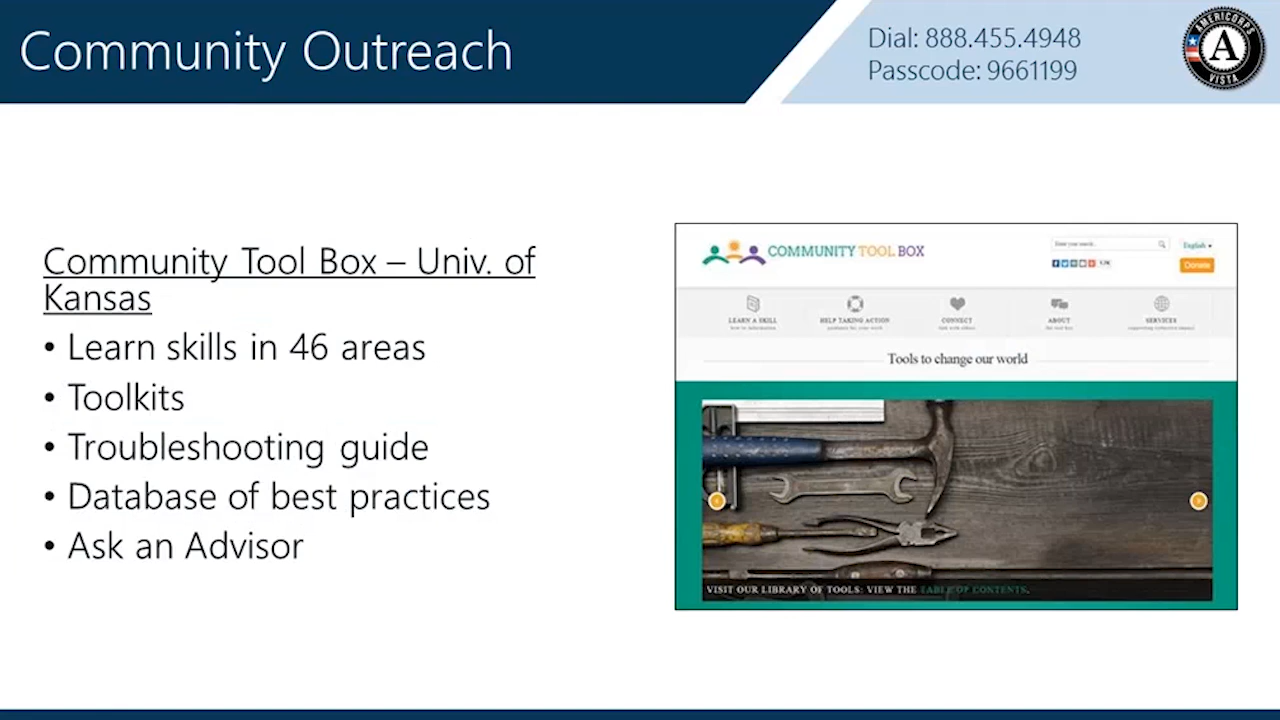 Community Outreach
Dial: 888.455.4948
Passcode: 9661199
AMERICORPS
A
VISTA
Community Tool Box – Univ. of
Kansas
• Learn skills in 46 areas
• Toolkits
• Troubleshooting guide
• Database of best practices
• Ask an Advisor
COMMUNITY TOOL BOX
English
Donate
LEARN A SKILL
HELP TAKING ACTION
CONNECT
ABOUT
SERVICES
Tools to change our world
VISIT OUR LIBRARY OF TOOLS: VIEW THE TABLE OF CONTENTS.